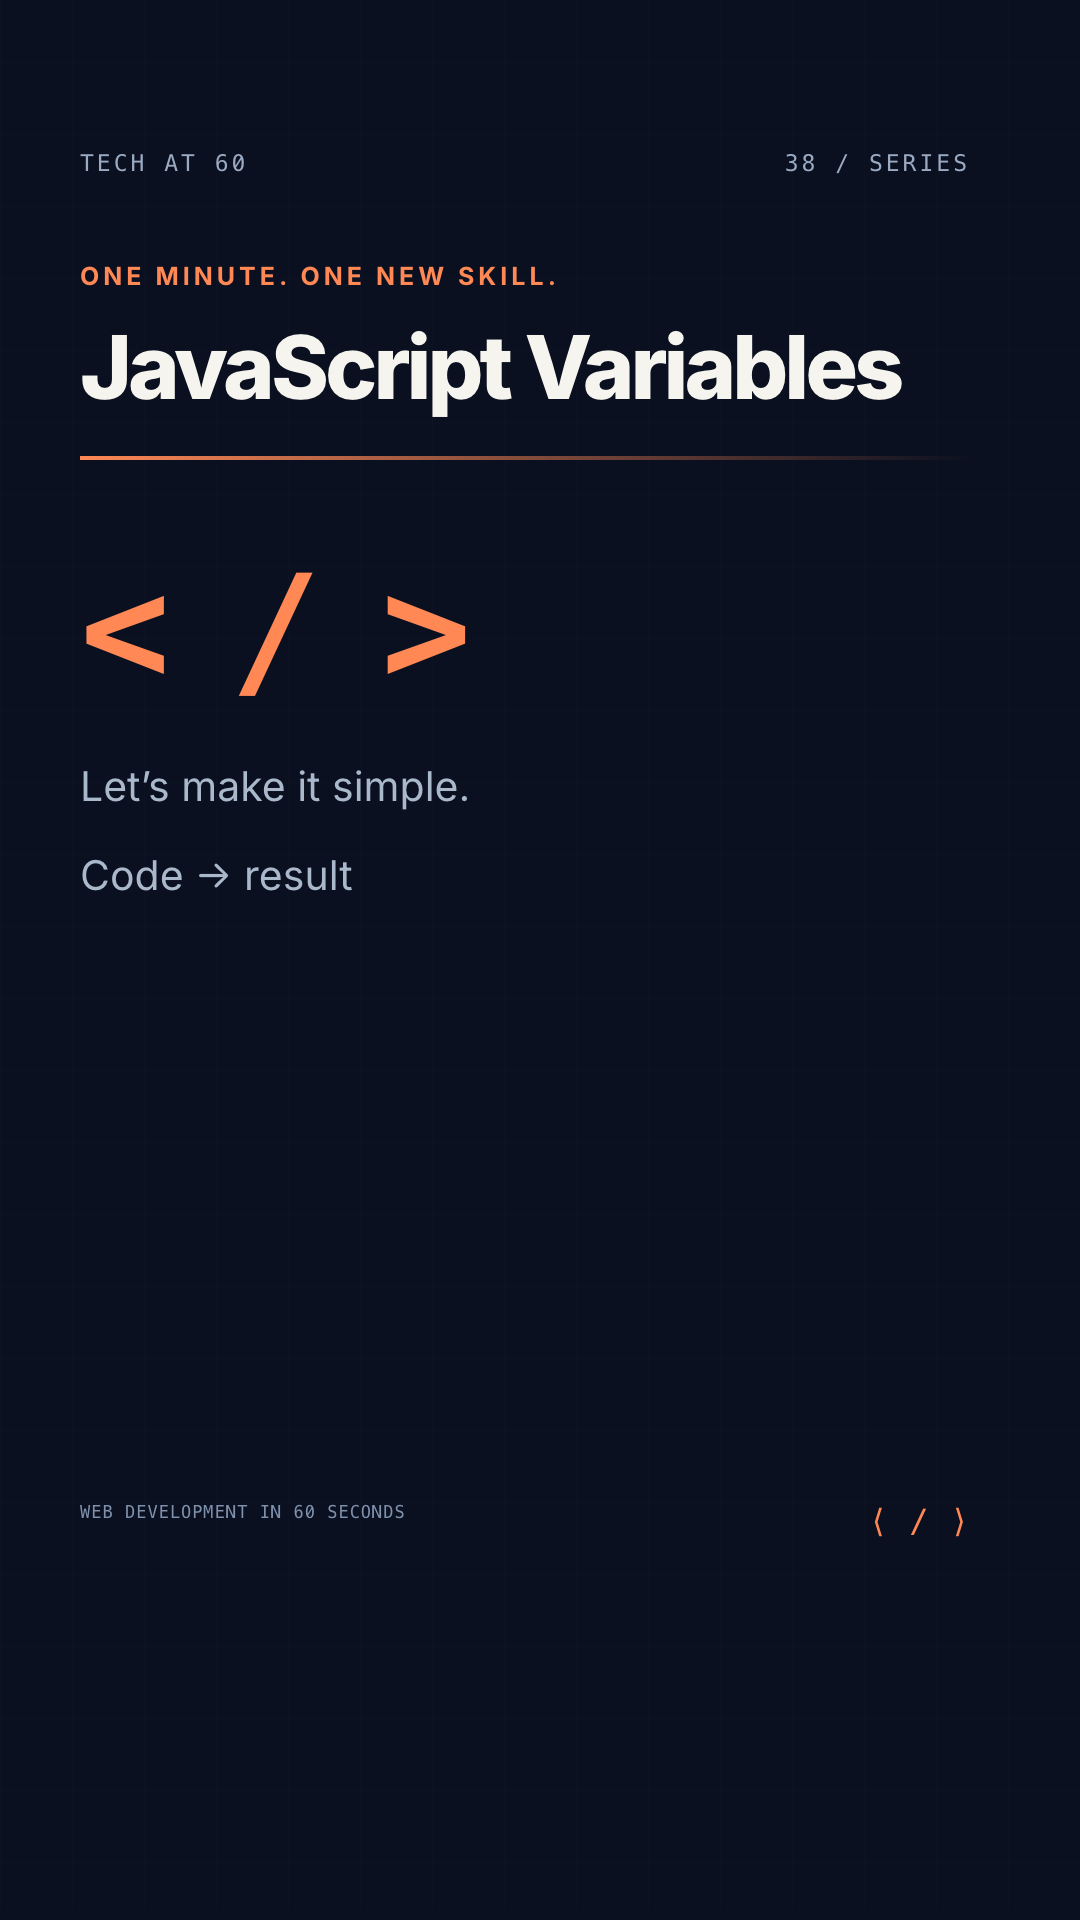 TECH AT 60
38 / SERIES
ONE MINUTE. ONE NEW SKILL.
JavaScript Variables
< / >
Let’s make it simple.
Code → result
WEB DEVELOPMENT IN 60 SECONDS
⟨ / ⟩